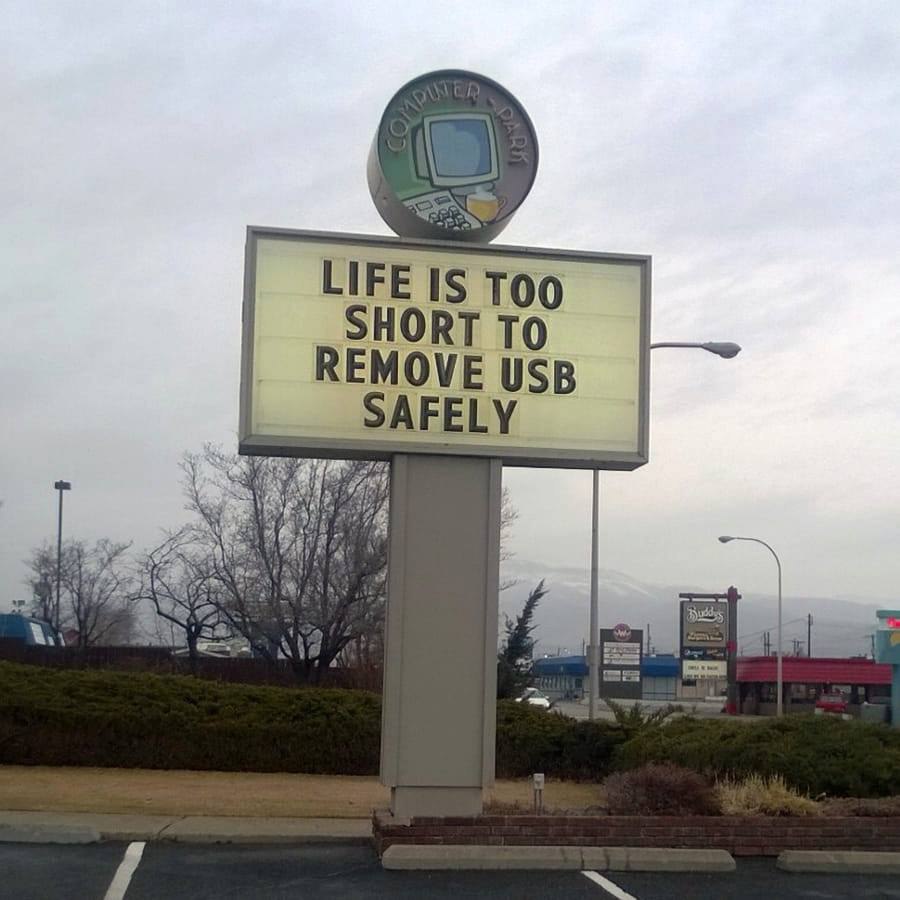 COMPUTER PARK
LIFE IS TOO
SHORT TO
REMOVE USB
SAFELY
Buddy's